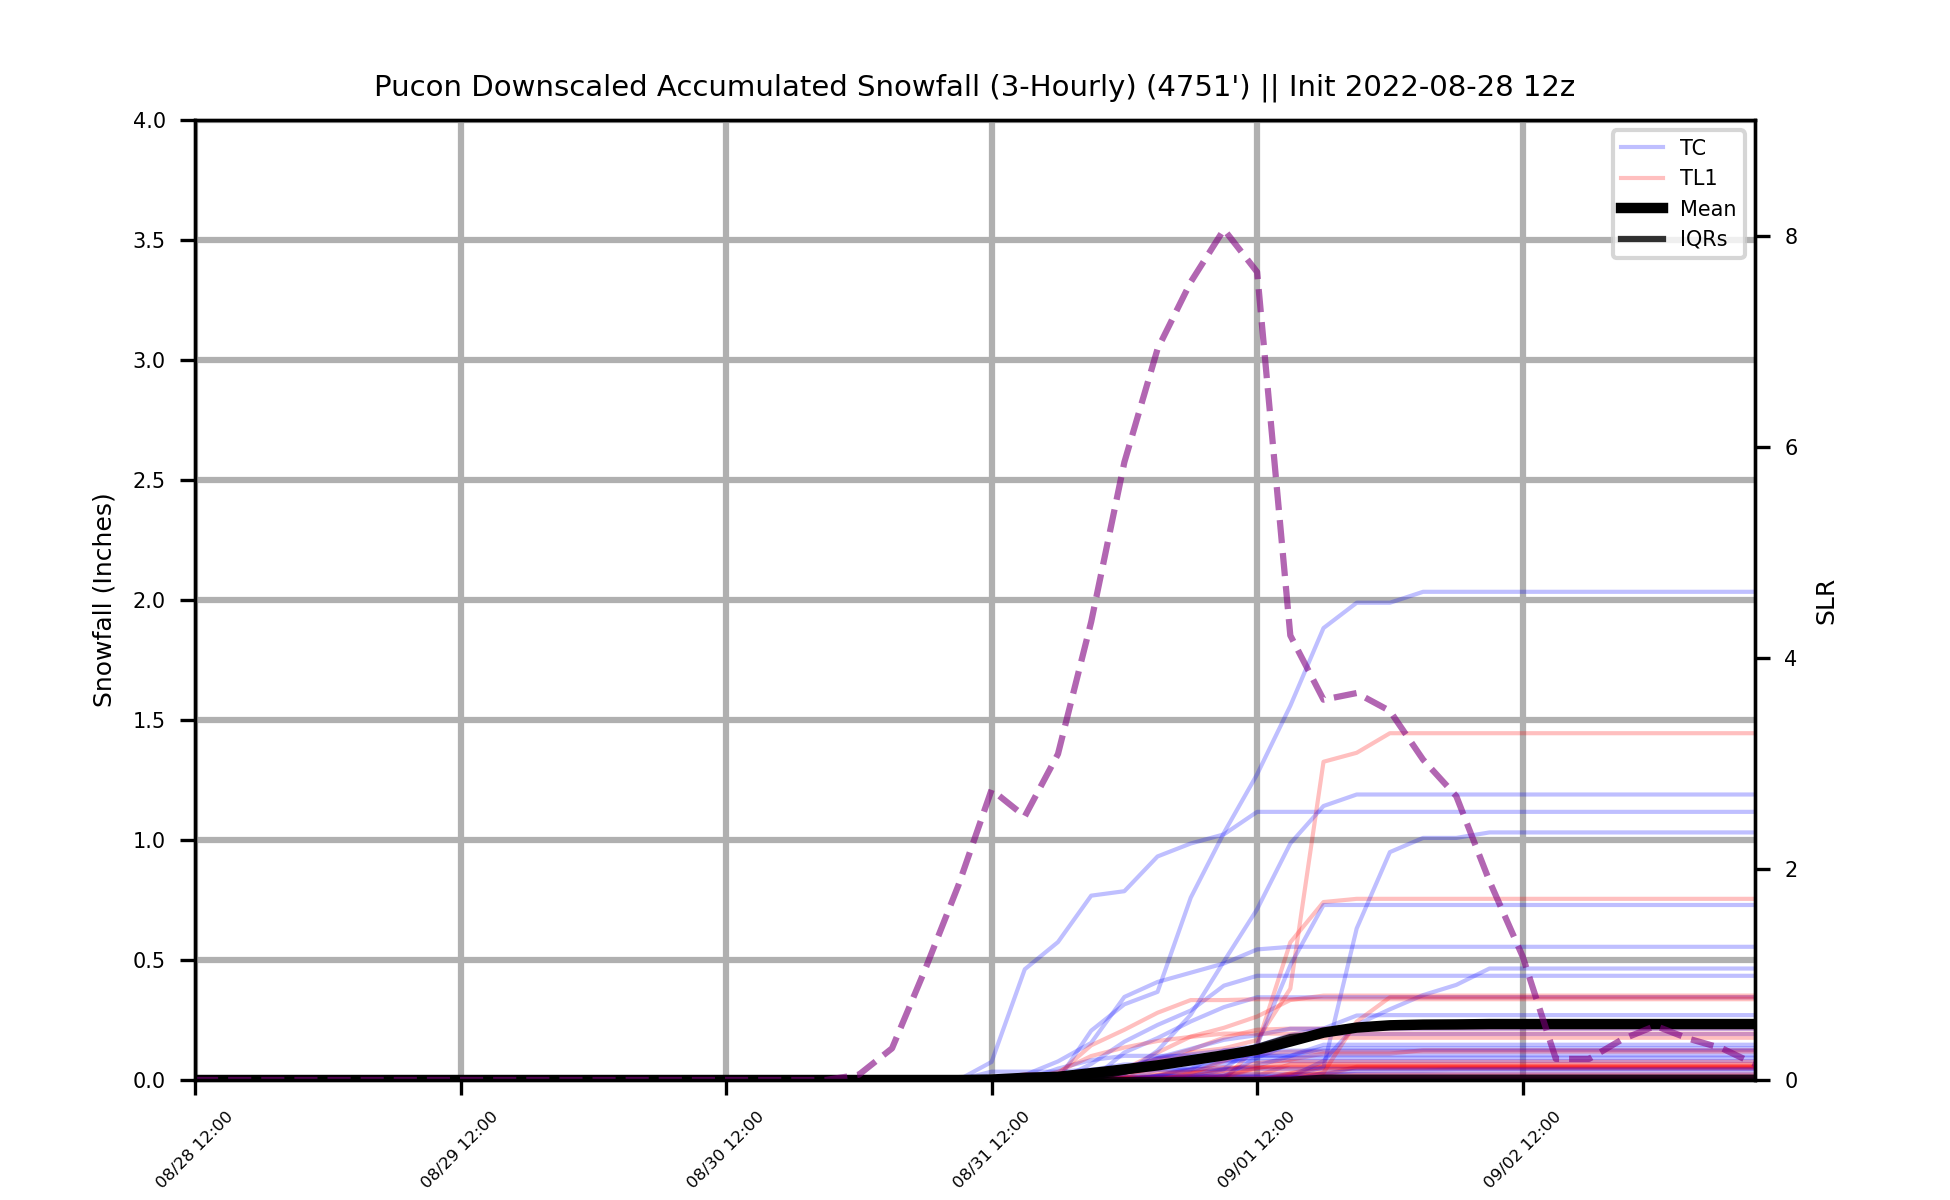 Pucon Downscaled Accumulated Snowfall (3-Hourly) (4751') || Init 2022-08-28 12z
TC
TL1
Mean
IQRs
Snowfall (Inches)
4.0
3.5
3.0
2.5
2.0
1.5
1.0
0.5
0.0
SLR
8
6
4
2
0
08/28 12:00
08/29 12:00
08/30 12:00
08/31 12:00
09/01 12:00
09/02 12:00